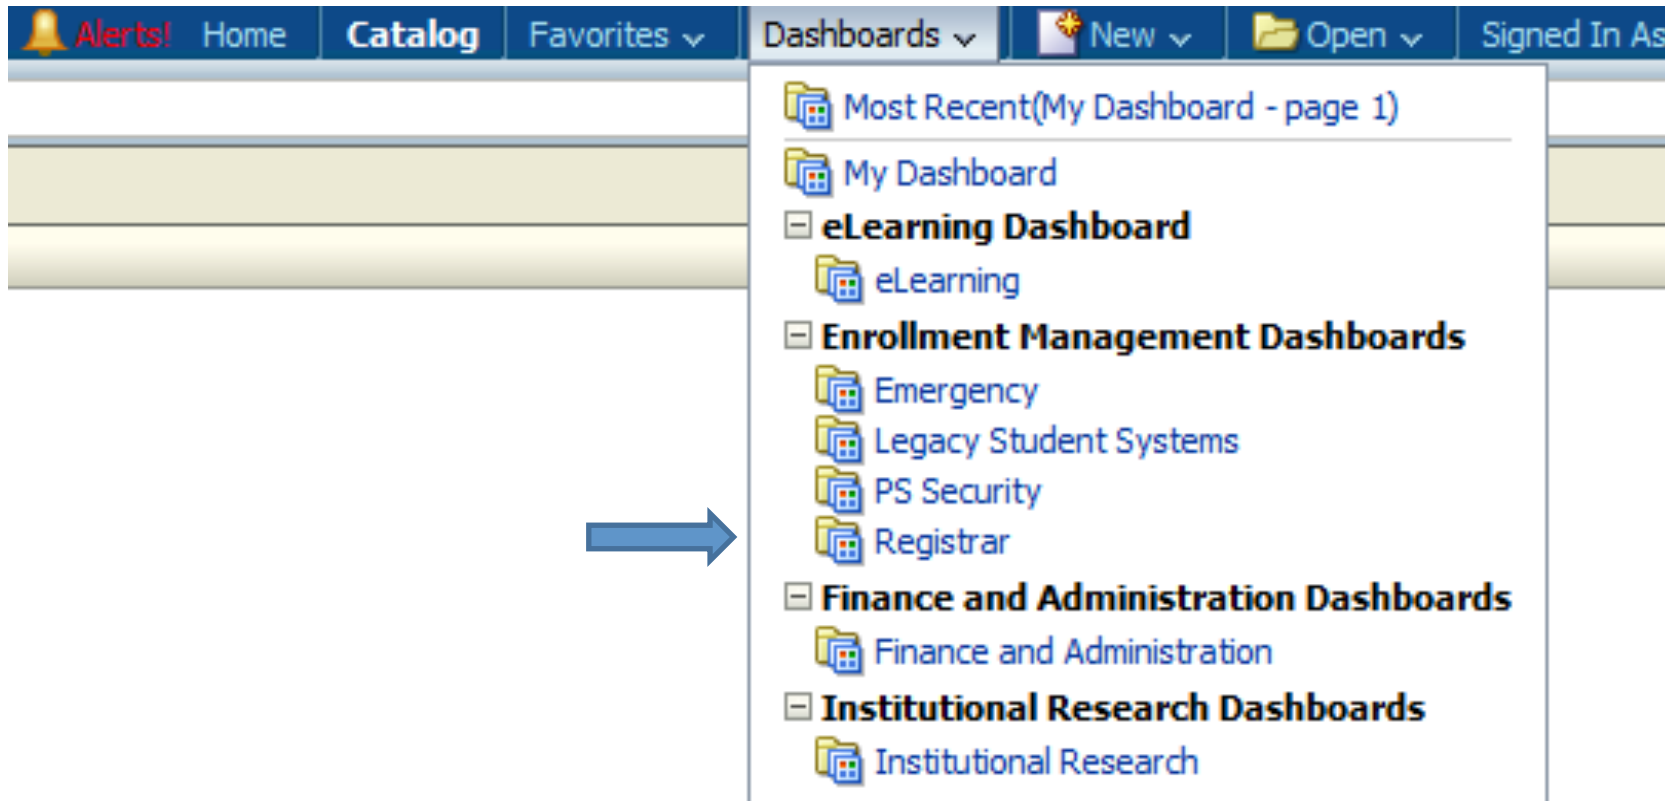 Alerts! Home Catalog Favorites Dashboards New Open Signed In As
Most Recent(My Dashboard - page 1)
My Dashboard
eLearning Dashboard
eLearning
Enrollment Management Dashboards
Emergency
Legacy Student Systems
PS Security
Registrar
Finance and Administration Dashboards
Finance and Administration
Institutional Research Dashboards
Institutional Research